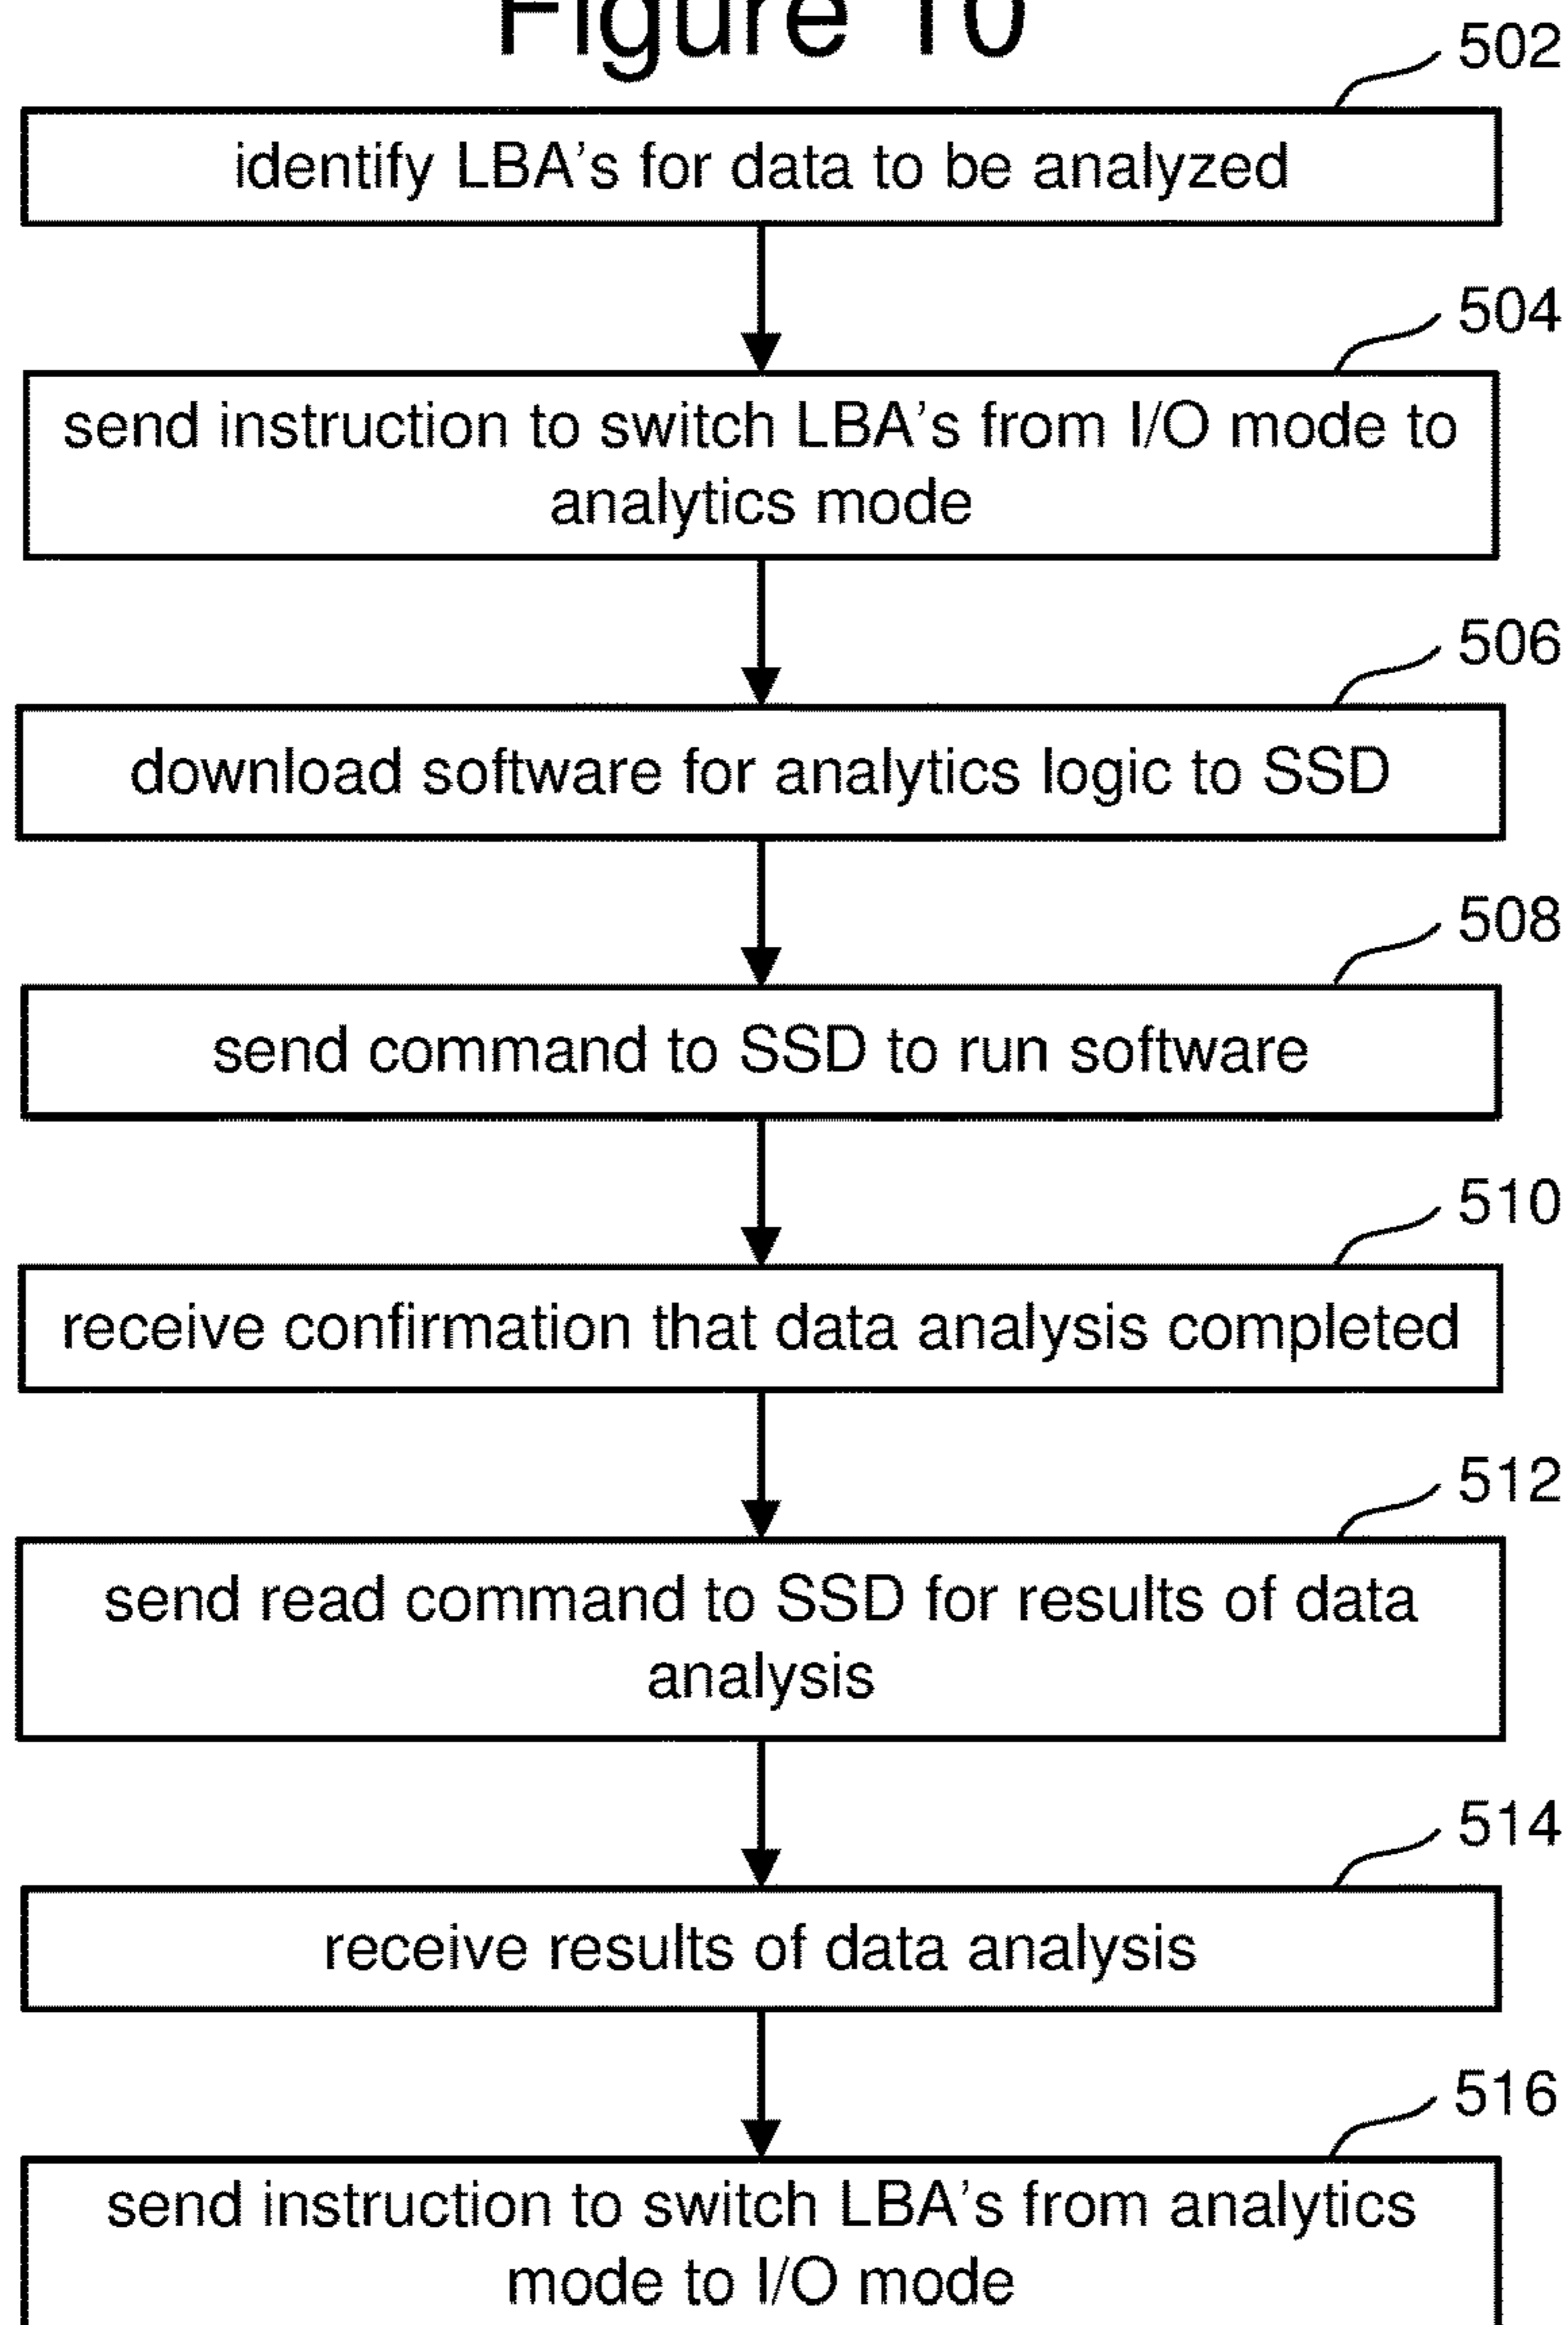 Figure 10
502
identify LBA's for data to be analyzed
504
send instruction to switch LBA's from I/O mode to
analytics mode
506
download software for analytics logic to SSD
508
send command to SSD to run software
510
receive confirmation that data analysis completed
512
send read command to SSD for results of data
analysis
514
receive results of data analysis
516
send instruction to switch LBA's from analytics
mode to I/O mode